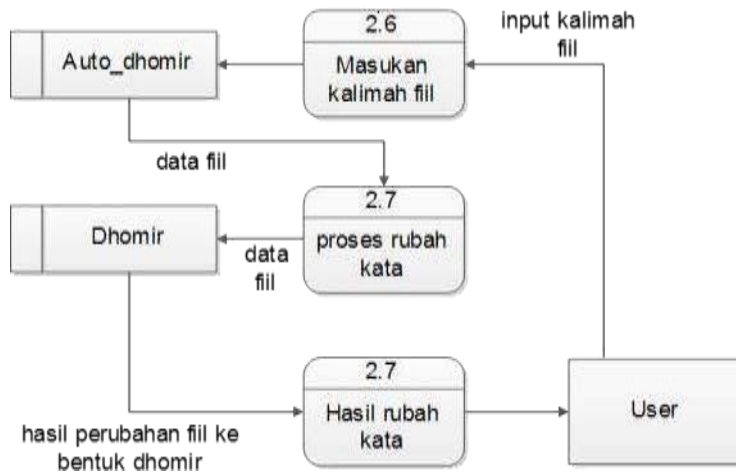 2.6
Masukan
kalimah fiil
input kalimah
fiil
Auto_dhomir
data fiil
2.7
proses rubah
kata
Dhomir
data
fiil
2.7
Hasil rubah
kata
User
hasil perubahan fiil ke
bentuk dhomir